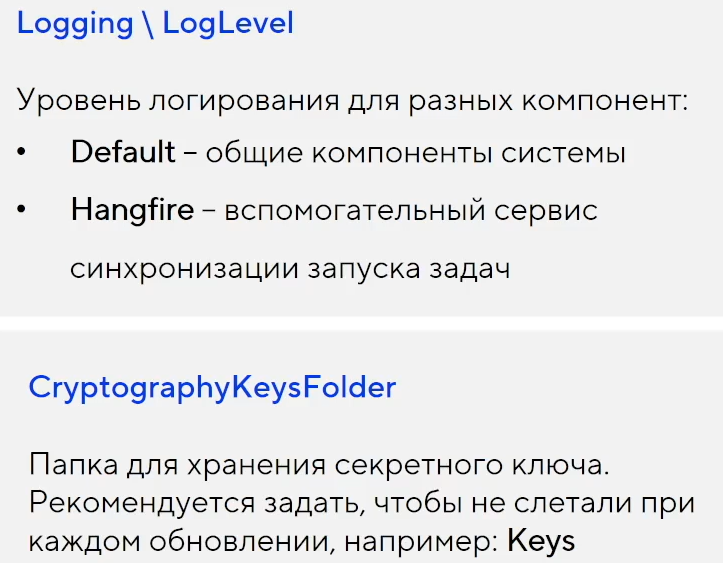 Logging \ LogLevel
Уровень логирования для разных компонент:
• Default – общие компоненты системы
• Hangfire – вспомогательный сервис
синхронизации запуска задач
CryptographyKeysFolder
Папка для хранения секретного ключа.
Рекомендуется задать, чтобы не слетали при
каждом обновлении, например: Keys